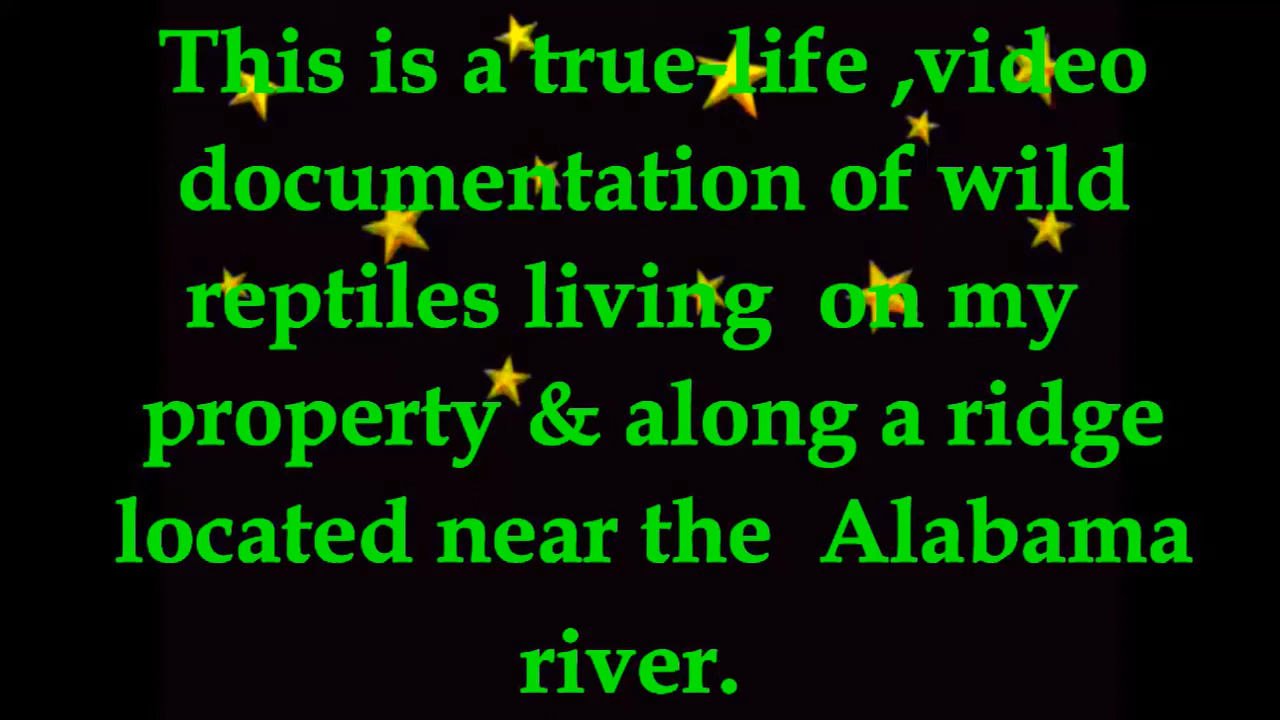 This is a true-life ,video
documentation of wild
reptiles living  on my
property & along a ridge
located near the  Alabama
river.